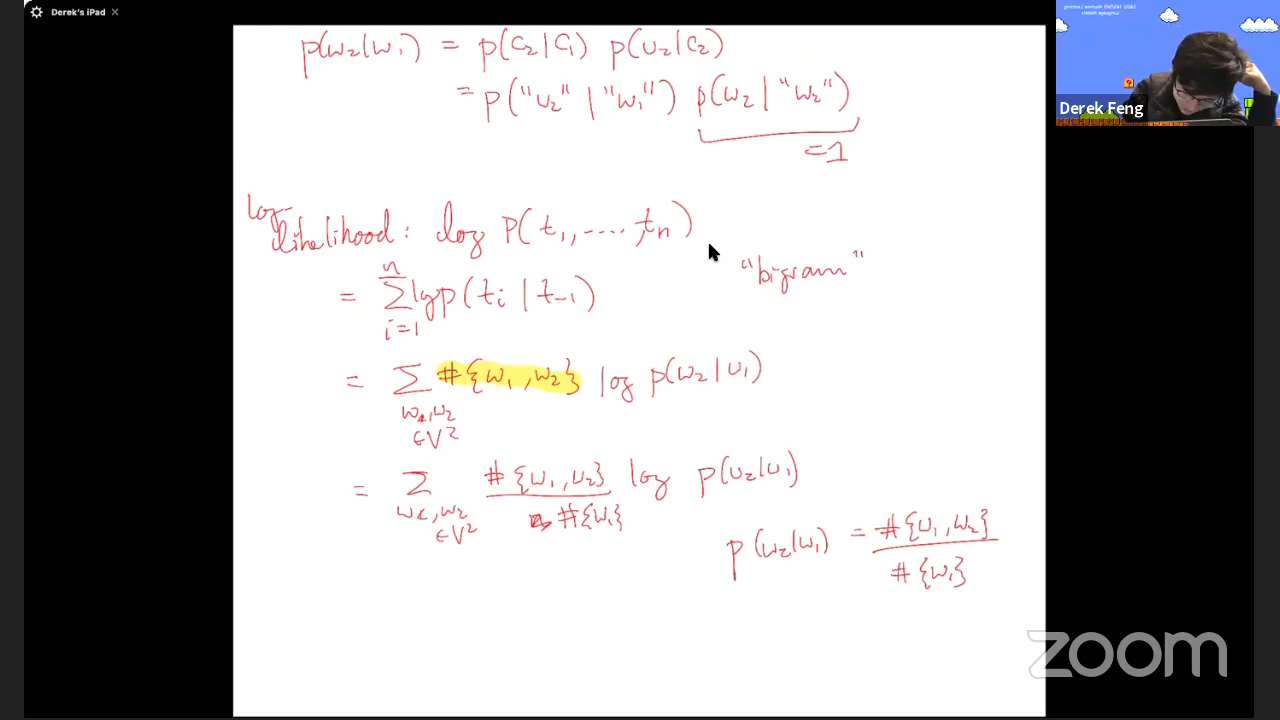 Derek's iPad
p(w₂|w₁) = p(c₂|c₁) p(w₂|c₂)
= p("w₂" | "w₁") p(w₂ | "w₂")
=1
log-
likelihood: log P(t₁, ...., tₙ)
"bigram"
= Σ_{i=1}^{n} log p(tᵢ | t₋₁)
= Σ_{w₁,w₂ ∈V²} #{w₁,w₂} log p(w₂|w₁)
= Σ_{w₁,w₂ ∈V²} #{w₁,w₂} / #{w₁} log p(w₂|w₁)
p(w₂|w₁) = #{w₁,w₂} / #{w₁}
Derek Feng
zoom